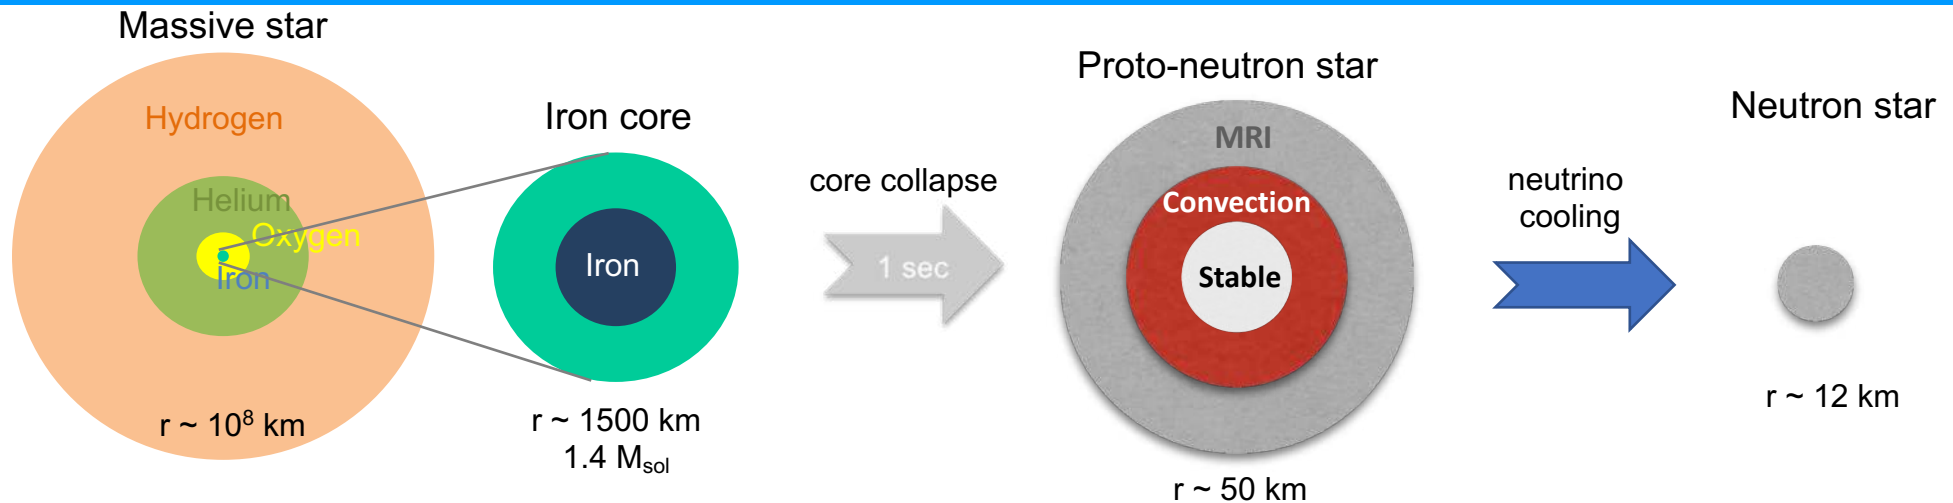 Massive star
Hydrogen
Helium
Oxygen
Iron
r ~ 10⁸ km
Iron core
Iron
r ~ 1500 km
1.4 Mₛₒₗ
core collapse
1 sec
Proto-neutron star
MRI
Convection
Stable
r ~ 50 km
neutrino
cooling
Neutron star
r ~ 12 km